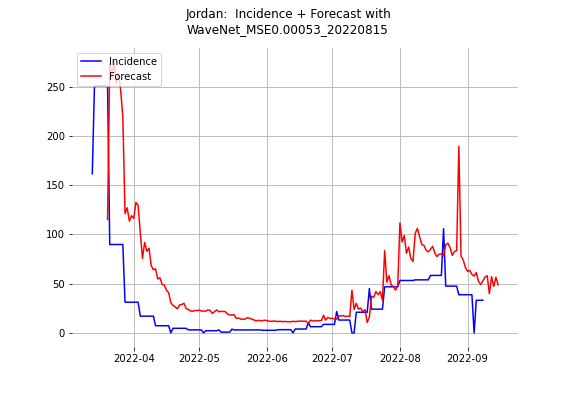 Jordan:  Incidence + Forecast with
WaveNet_MSE0.00053_20220815
Incidence
Forecast
250
200
150
100
50
0
2022-04 2022-05 2022-06 2022-07 2022-08 2022-09